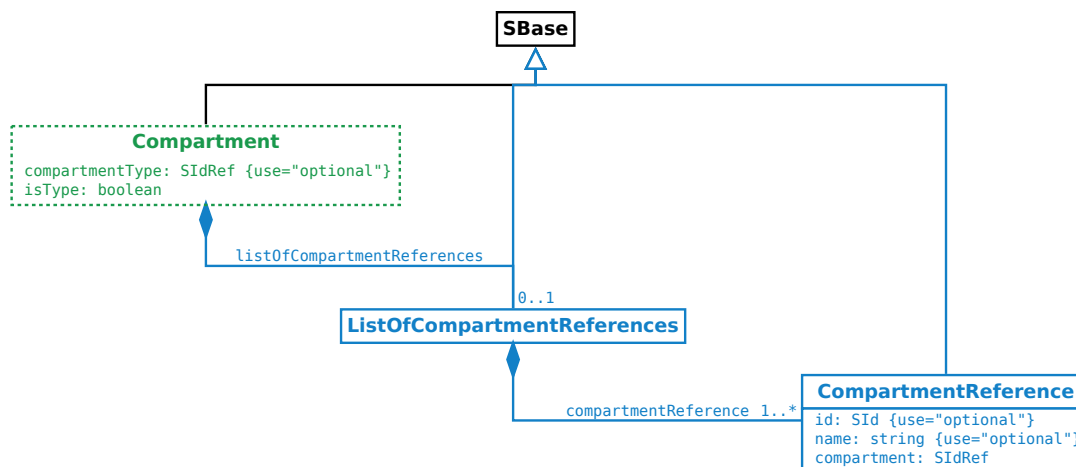 SBase
Compartment
compartmentType: SIdRef {use="optional"}
isType: boolean
listOfCompartmentReferences
0..1
ListOfCompartmentReferences
compartmentReference 1..*
CompartmentReference
id: SId {use="optional"}
name: string {use="optional"}
compartment: SIdRef